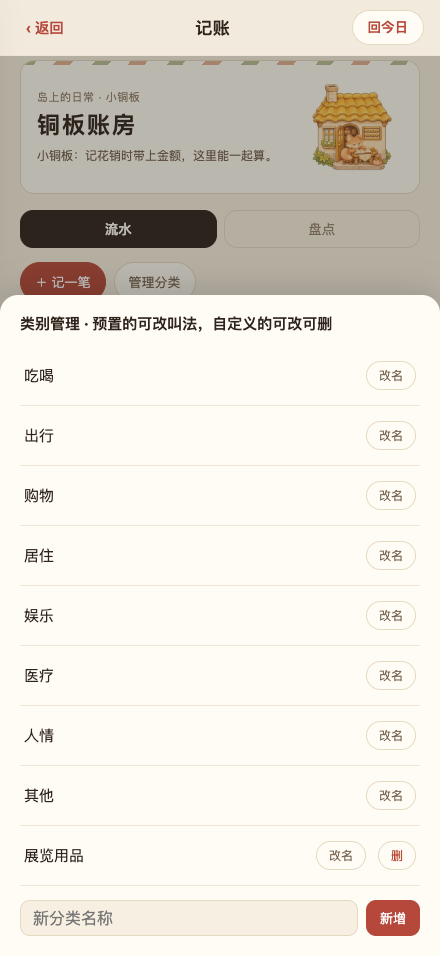 ‹ 返回
记账
回今日
岛上的日常 · 小铜板
铜板账房
小铜板：记花销时带上金额，这里能一起算。
流水
盘点
＋ 记一笔
管理分类
类别管理 · 预置的可改叫法，自定义的可改可删
吃喝
改名
出行
改名
购物
改名
居住
改名
娱乐
改名
医疗
改名
人情
改名
其他
改名
展览用品
改名
删
新分类名称
新增